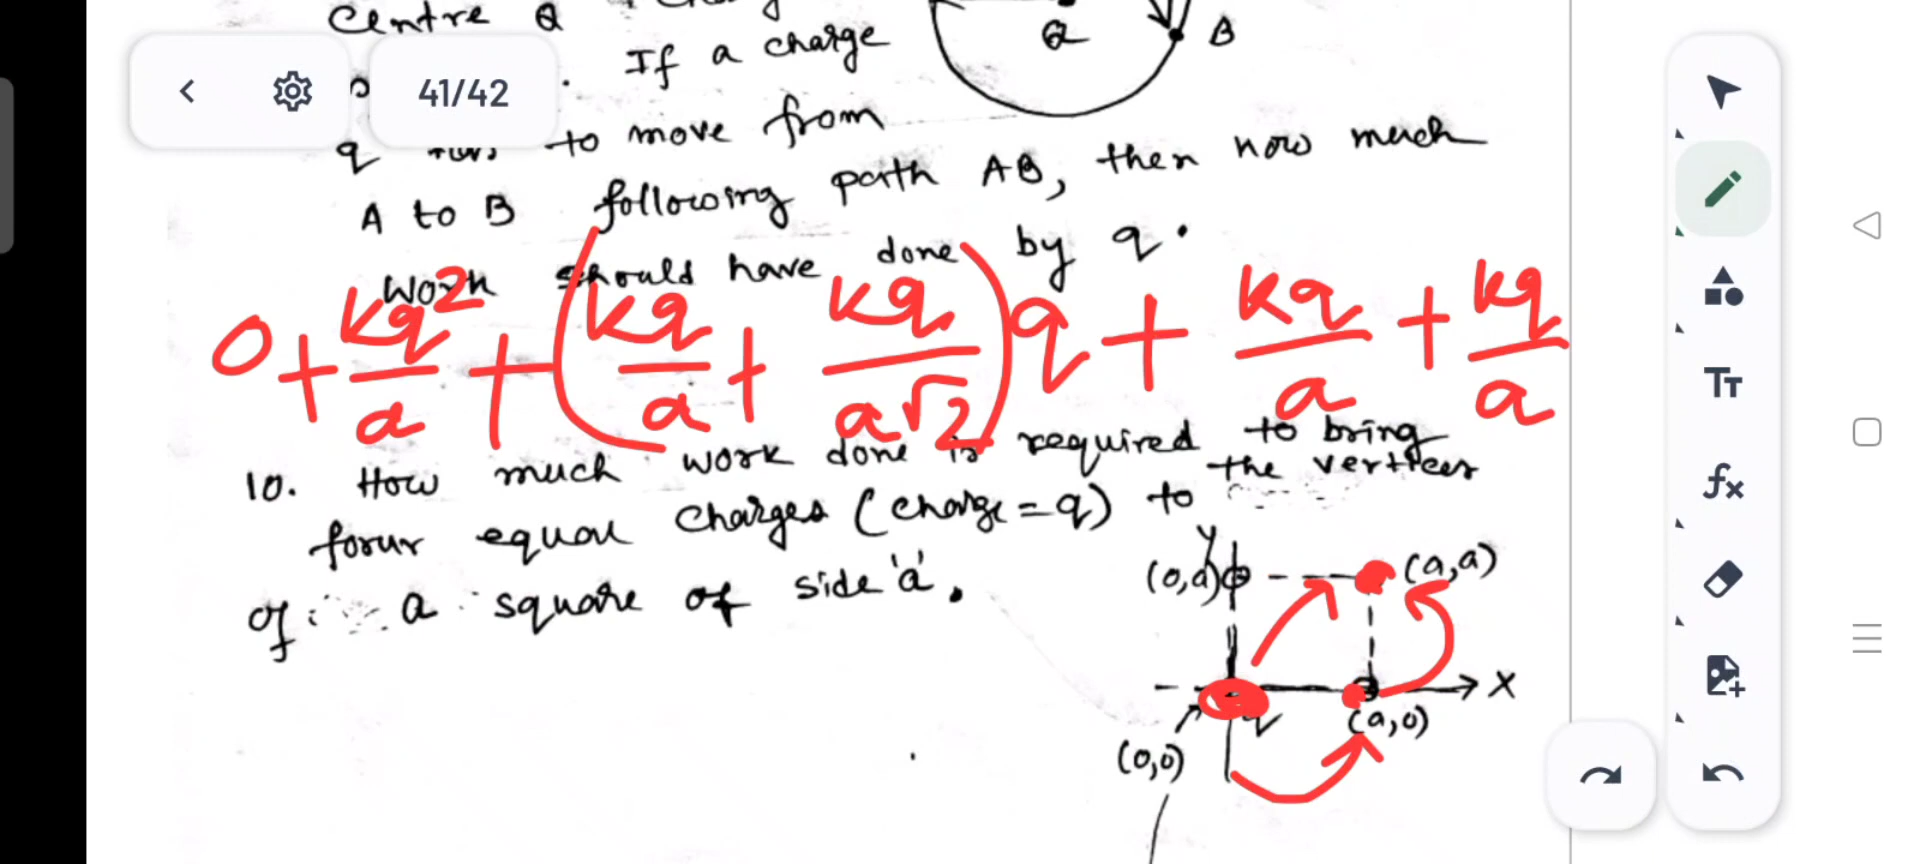 Centre Q
41/42
. If a charge
Q
B
q to move from
A to B following path AB, then now much
Work should have done by q.
0 + kq²/a + (kq/a + kq/a√2)q + kq/a + kq/a
10. How much work done is required to bring
forur equal charges (charge = q) to the vertices
of a square of side 'a'.
y
(0,a) (a,a)
X
q (a,0)
(0,0)
Tт
fx